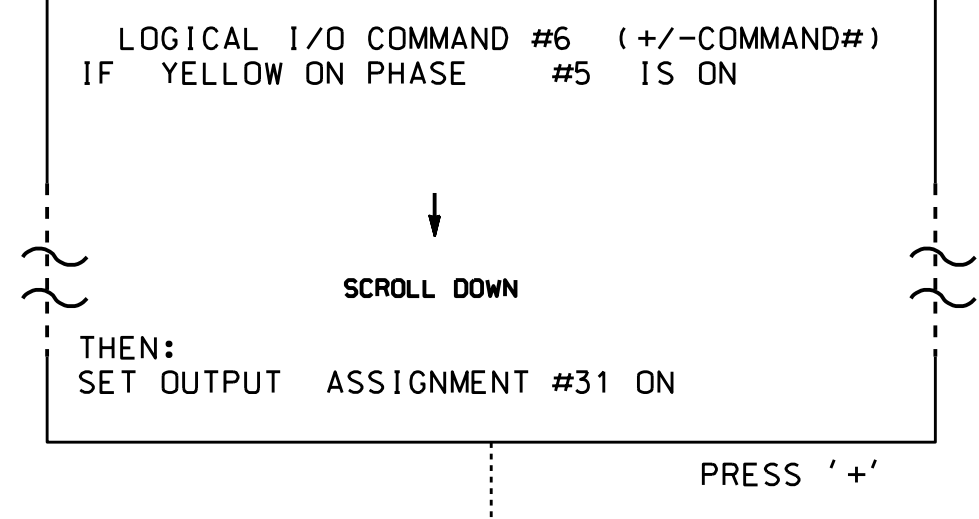 LOGICAL I/O COMMAND #6 (+/-COMMAND#)
IF YELLOW ON PHASE #5 IS ON
SCROLL DOWN
THEN:
SET OUTPUT ASSIGNMENT #31 ON
PRESS '+'